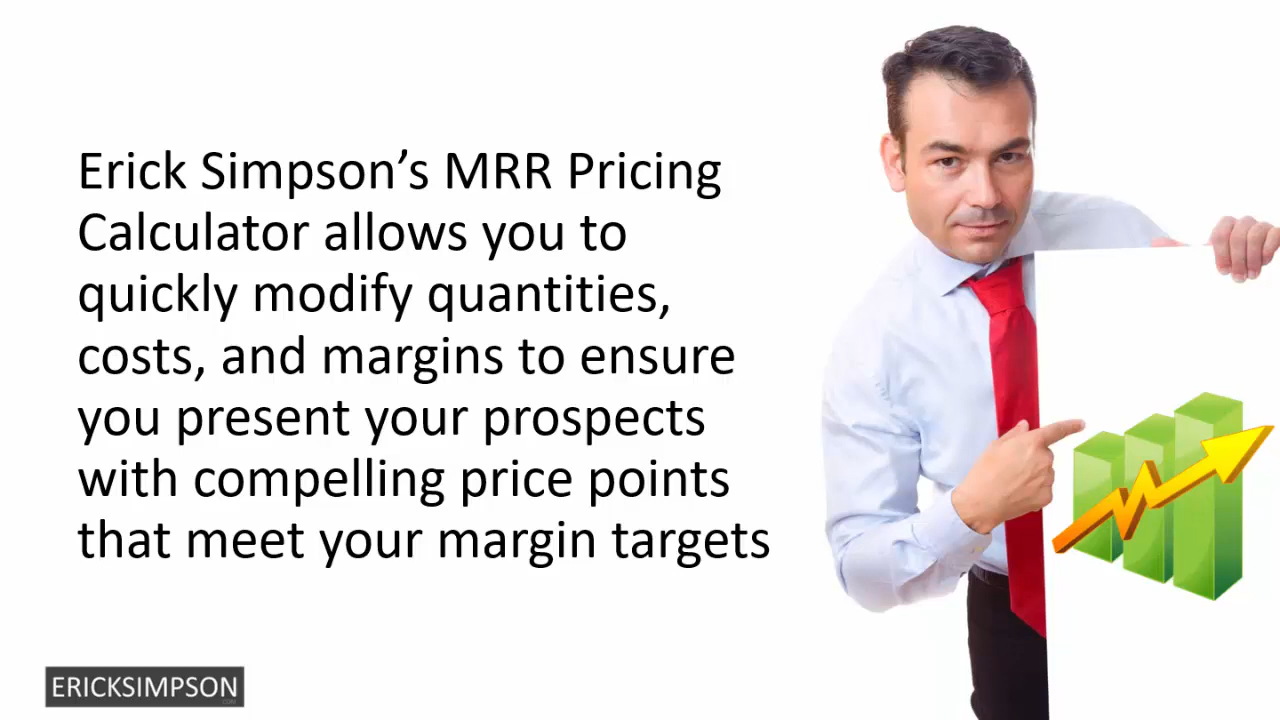 Erick Simpson’s MRR Pricing
Calculator allows you to
quickly modify quantities,
costs, and margins to ensure
you present your prospects
with compelling price points
that meet your margin targets
ERICKSIMPSON
.COM